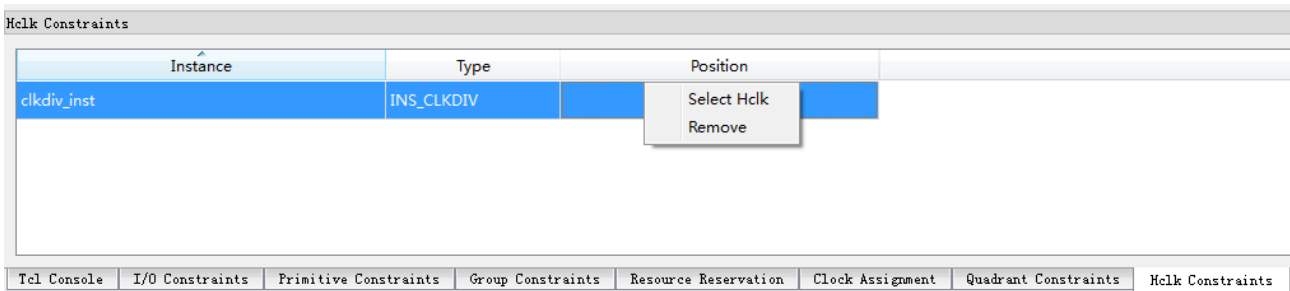 Hclk Constraints
Instance Type Position
clkdiv_inst INS_CLKDIV
Select Hclk
Remove
Tcl Console I/O Constraints Primitive Constraints Group Constraints Resource Reservation Clock Assignment Quadrant Constraints Hclk Constraints